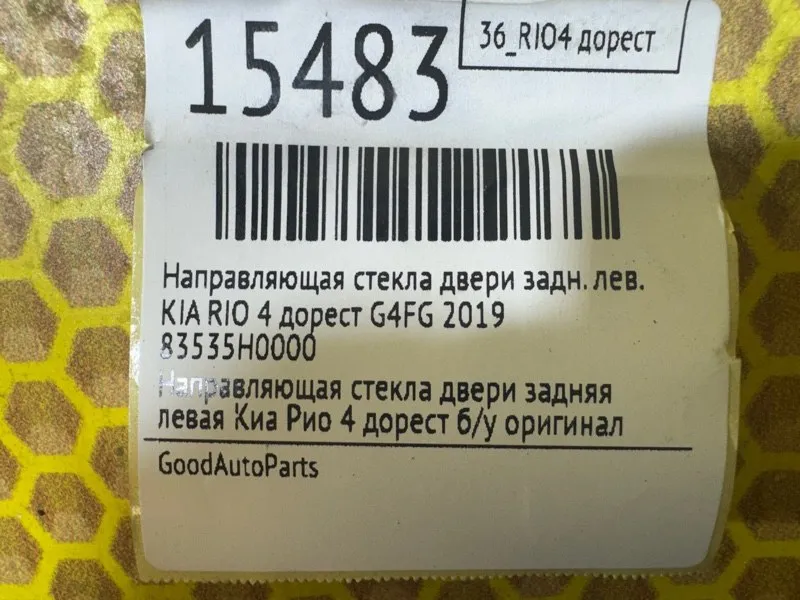 15483
36_RIO4 дорест
Направляющая стекла двери задн. лев.
KIA RIO 4 дорест G4FG 2019
83535H0000
Направляющая стекла двери задняя
левая Киа Рио 4 дорест б/у оригинал
GoodAutoParts